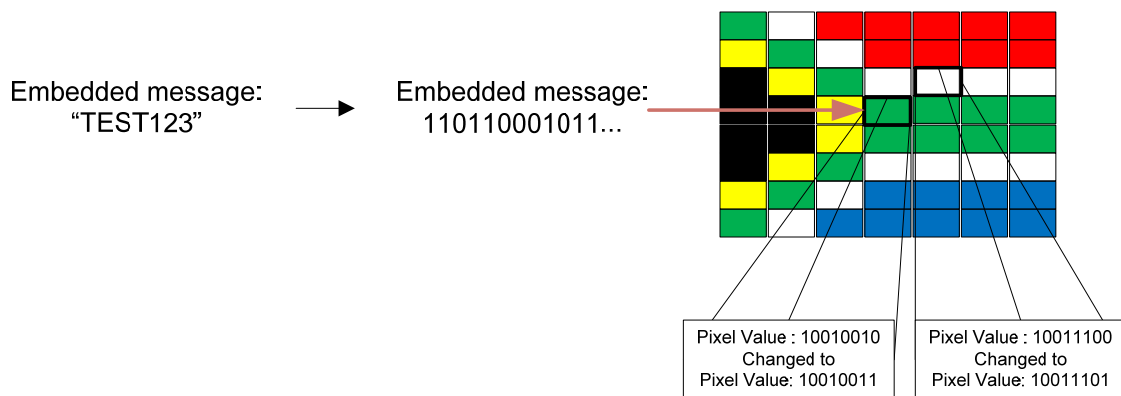 Embedded message:
“TEST123”
Embedded message:
110110001011...
Pixel Value : 10010010
Changed to
Pixel Value: 10010011
Pixel Value : 10011100
Changed to
Pixel Value: 10011101